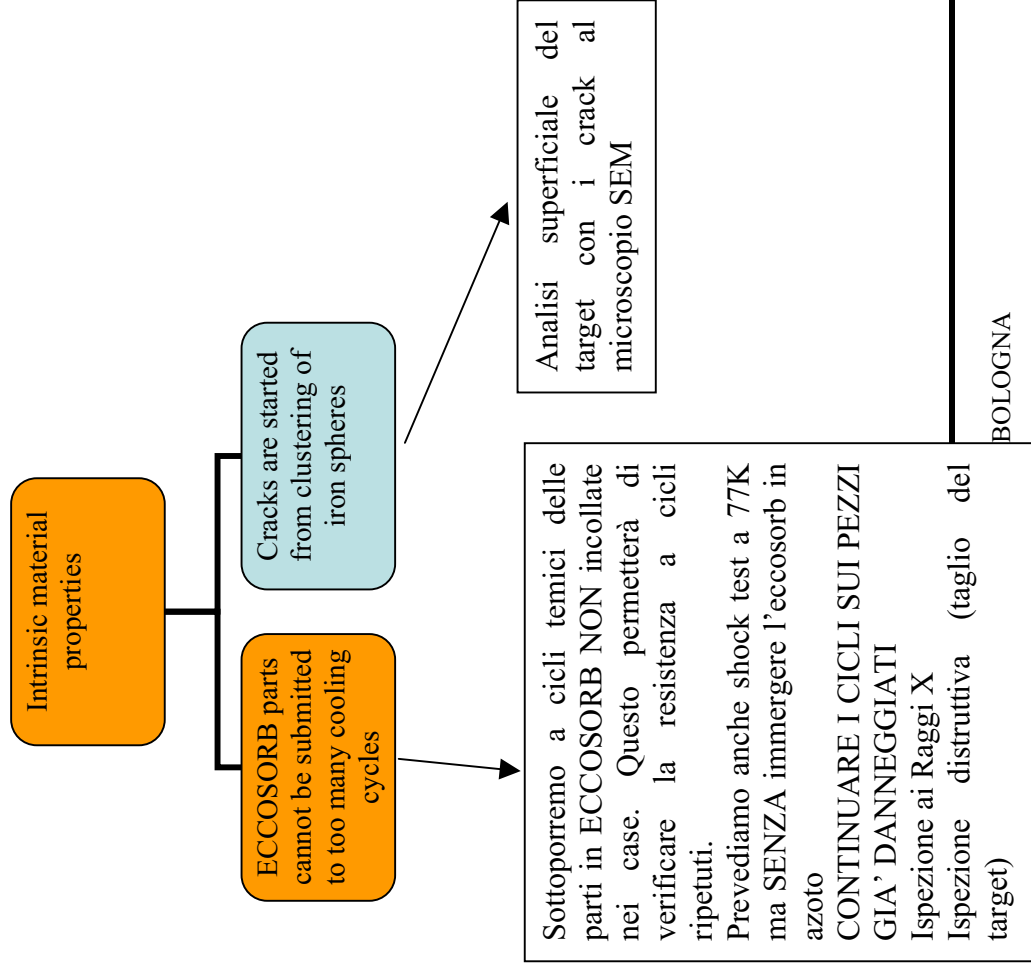 Intrinsic material
properties
ECCOSORB parts
cannot be submitted
to too many cooling
cycles
Cracks are started
from clustering of
iron spheres
Sottoporremo a cicli temici delle
parti in ECCOSORB NON incollate
nei case. Questo permetterà di
verificare la resistenza a cicli
ripetuti.
Prevediamo anche shock test a 77K
ma SENZA immergere l'eccosorb in
azoto
CONTINUARE I CICLI SUI PEZZI
GIA' DANNEGGIATI
Ispezione ai Raggi X
Ispezione distruttiva (taglio del
target)
Analisi superficiale del
target con i crack al
microscopio SEM
BOLOGNA